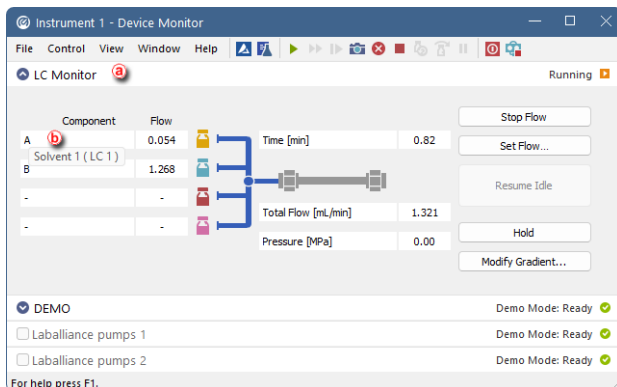 Instrument 1 - Device Monitor
File Control View Window Help
LC Monitor a Running
Component Flow Stop Flow
A b 0.054 Time [min] 0.82 Set Flow...
Solvent 1 ( LC 1 )
B 1.268 Resume Idle
- -
Total Flow [mL/min] 1.321
- - Hold
Pressure [MPa] 0.00
Modify Gradient...
DEMO Demo Mode: Ready
Laballiance pumps 1 Demo Mode: Ready
Laballiance pumps 2 Demo Mode: Ready
For help press F1.